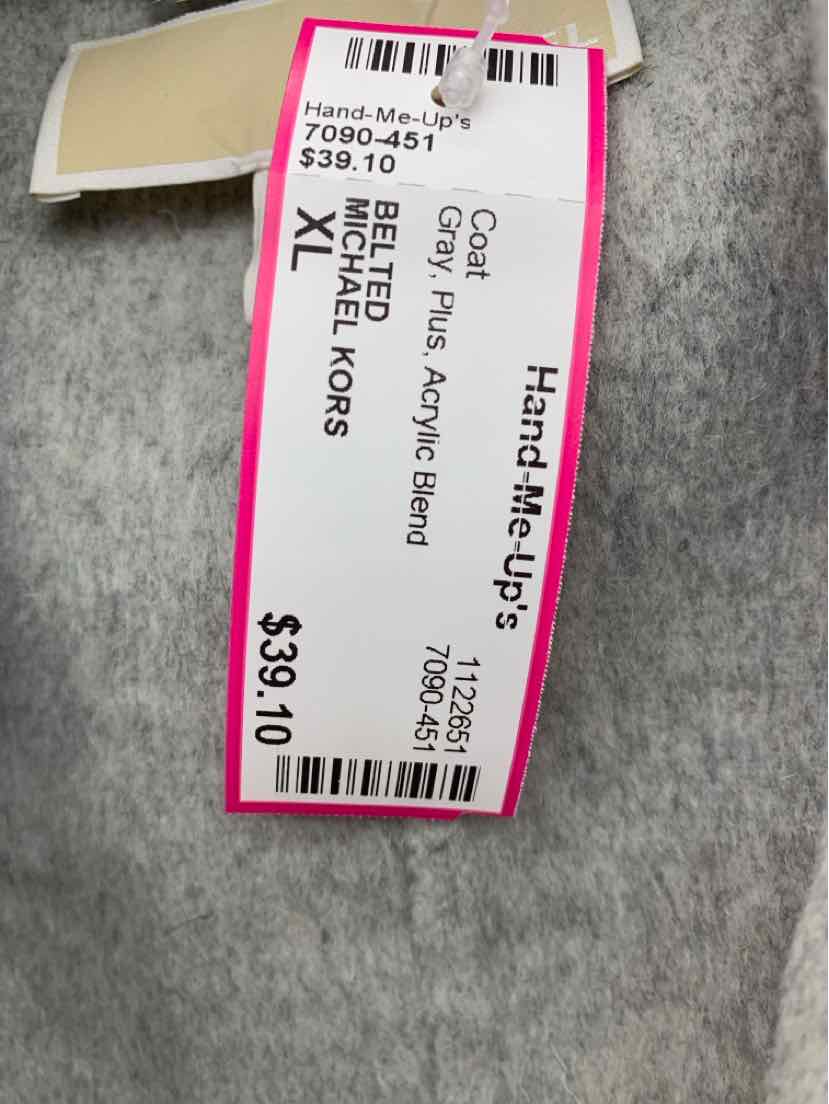 Hand-Me-Up's
7090-451
$39.10
Hand-Me-Up's
Coat
Gray, Plus, Acrylic Blend
1122651
7090-451
BELTED
MICHAEL KORS
XL
$39.10